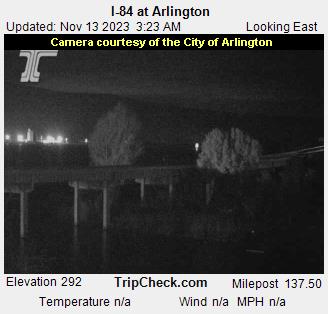 I-84 at Arlington
Updated: Nov 13 2023 3:23 AM Looking East
Camera courtesy of the City of Arlington
Elevation 292 TripCheck.com Milepost 137.50
Temperature n/a Wind n/a MPH n/a